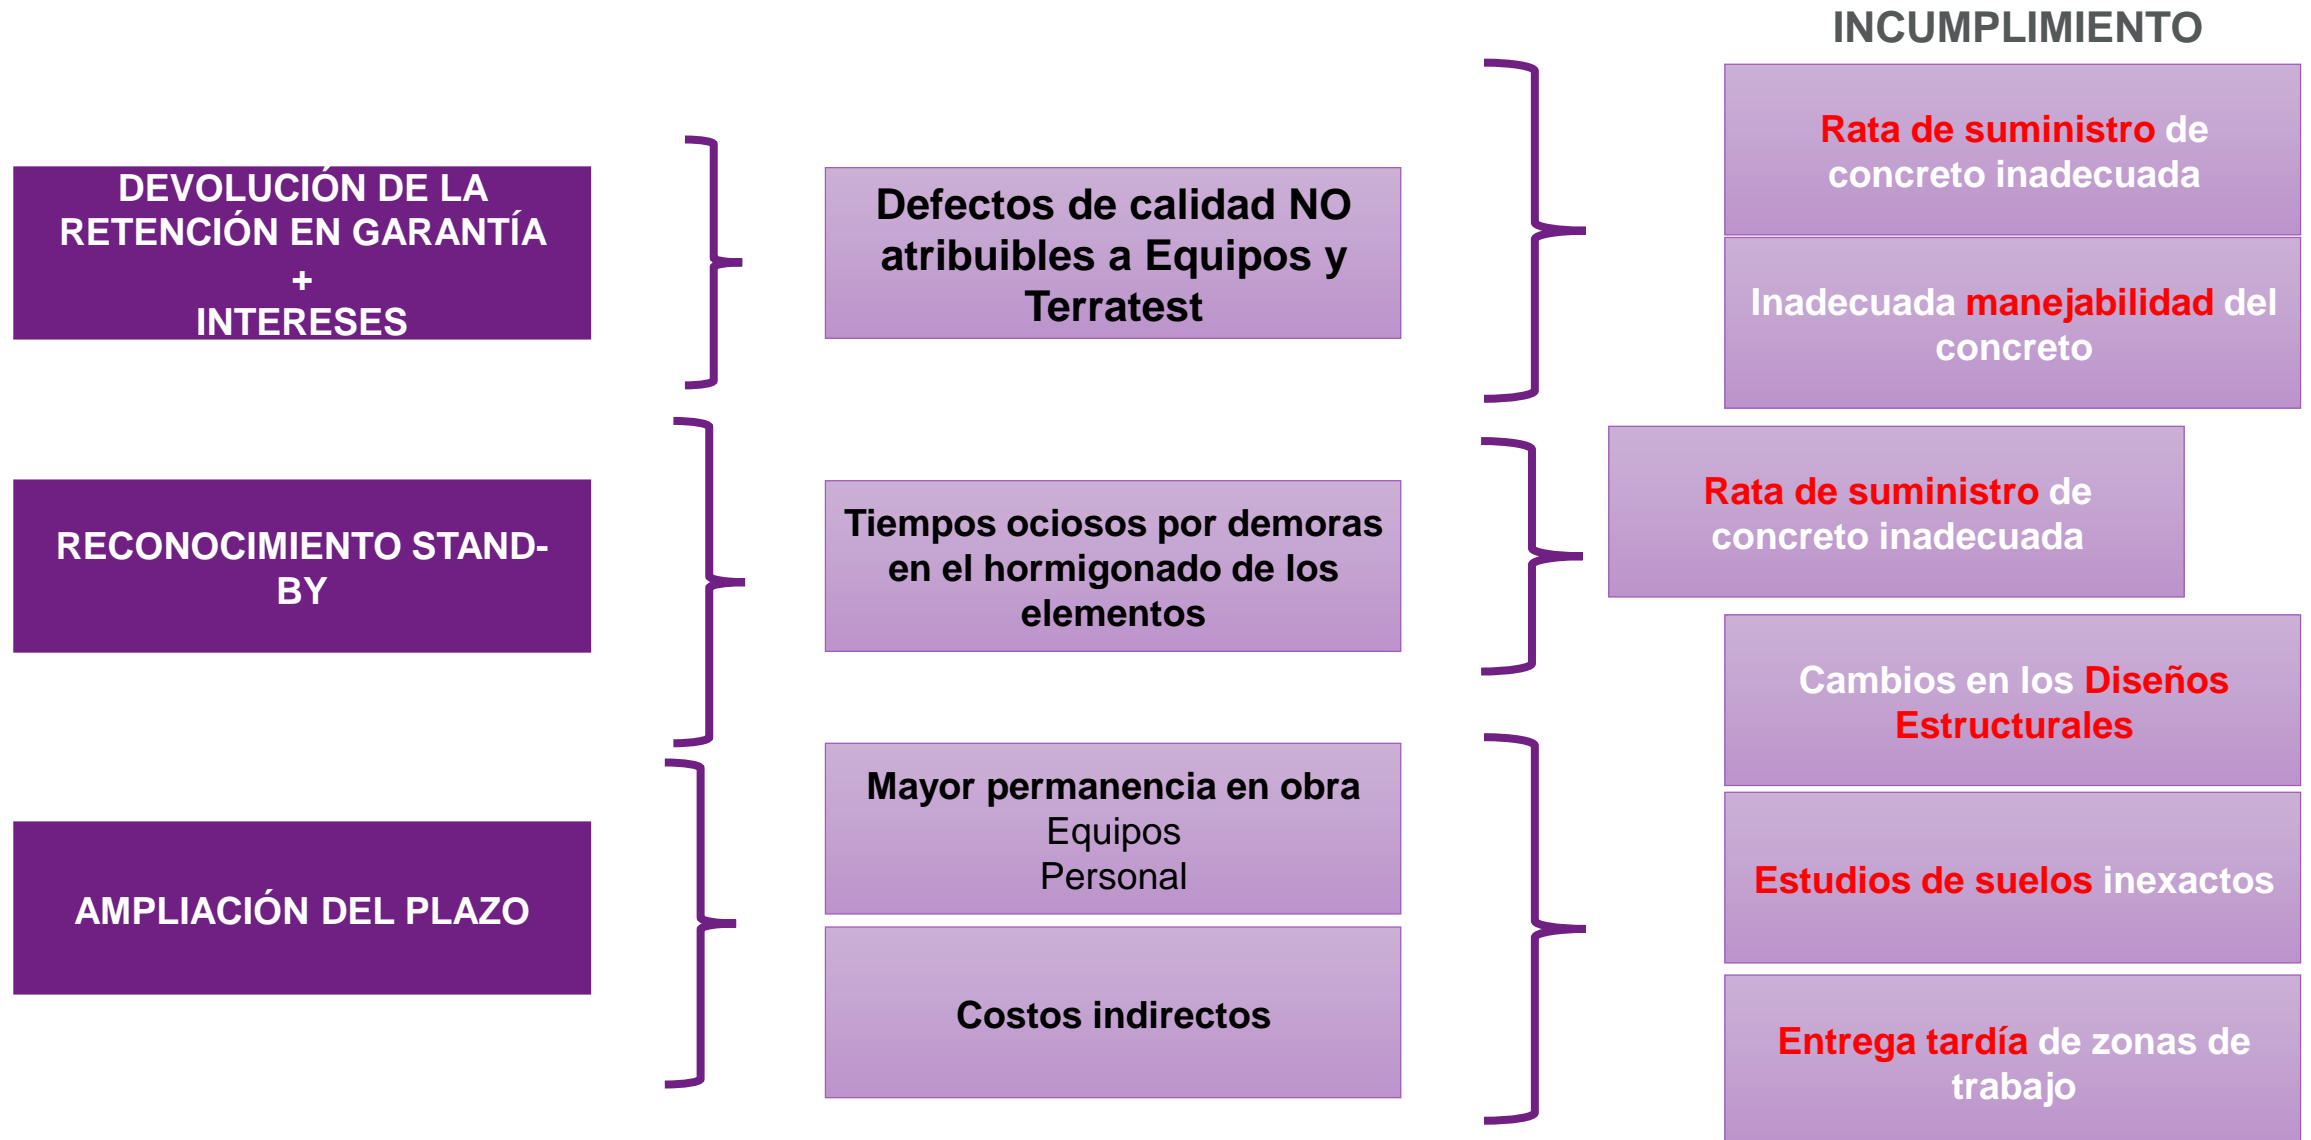 INCUMPLIMIENTO
DEVOLUCIÓN DE LA
RETENCIÓN EN GARANTÍA
+
INTERESES
Defectos de calidad NO
atribuibles a Equipos y
Terratest
Rata de suministro de
concreto inadecuada
Inadecuada manejabilidad del
concreto
RECONOCIMIENTO STAND-
BY
Tiempos ociosos por demoras
en el hormigonado de los
elementos
Rata de suministro de
concreto inadecuada
AMPLIACIÓN DEL PLAZO
Mayor permanencia en obra
Equipos
Personal
Costos indirectos
Cambios en los Diseños
Estructurales
Estudios de suelos inexactos
Entrega tardía de zonas de
trabajo